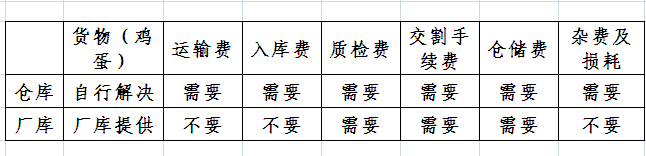 货物（鸡蛋） 运输费 入库费 质检费 交割手续费 仓储费 杂费及损耗
仓库 自行解决 需要 需要 需要 需要 需要 需要
厂库 厂库提供 不要 不要 需要 需要 需要 不要